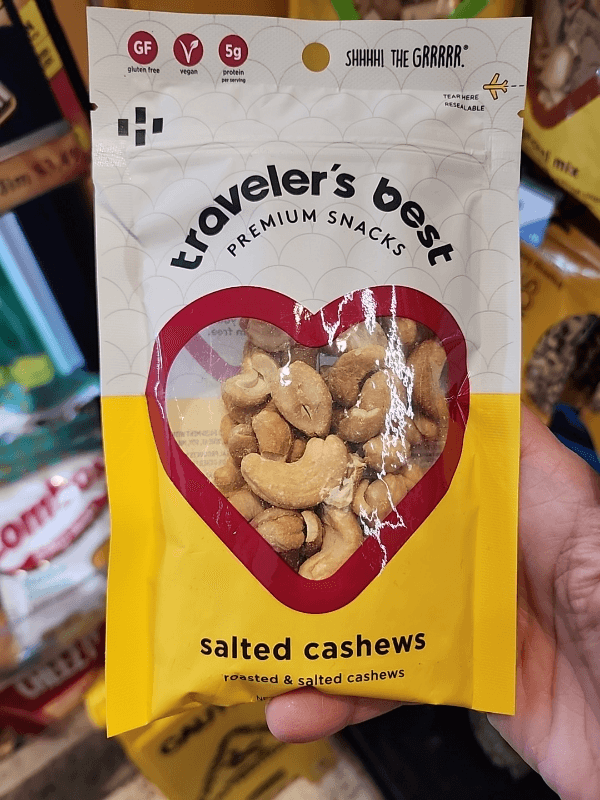 GF
gluten free
vegan
5g
protein
per serving
SHHHH! THE GRRRRR.®
TEAR HERE
RESEALABLE
traveler's best
PREMIUM SNACKS
salted cashews
roasted & salted cashews